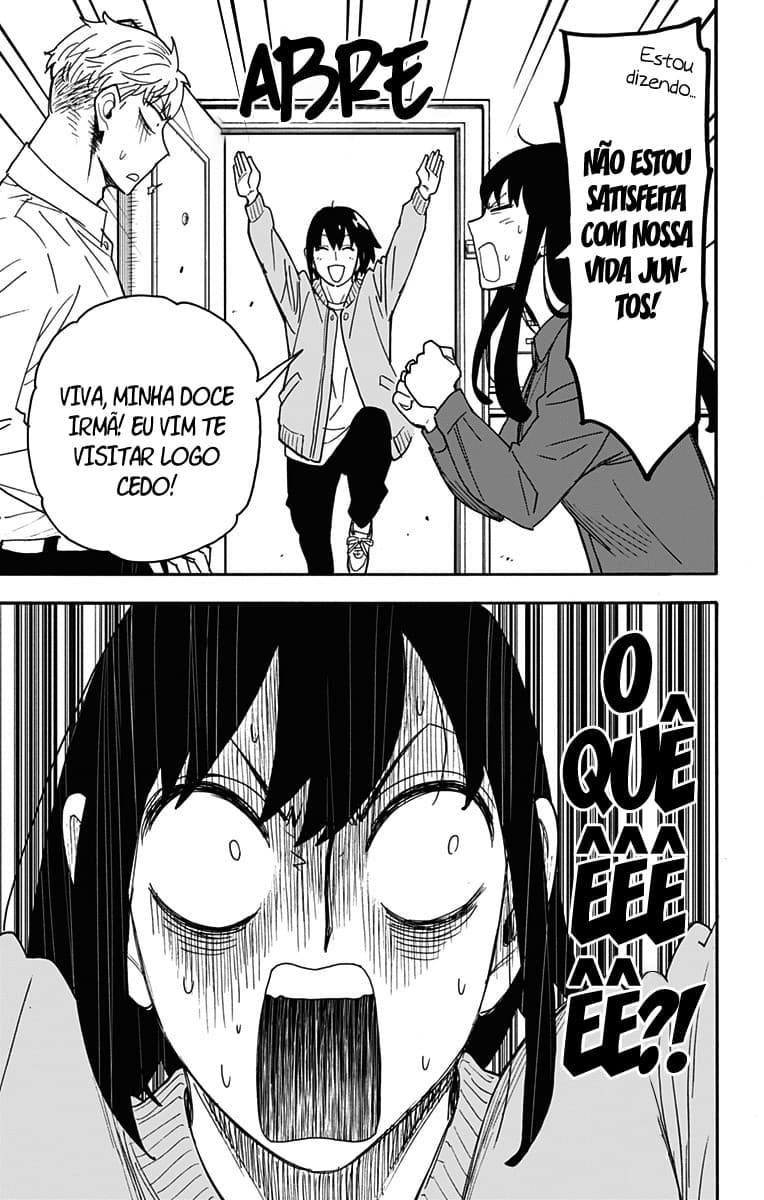 Estou
dizendo...
NÃO ESTOU
SATISFEITA
COM NOSSA
VIDA JUN-
TOS!
ABRE
VIVA, MINHA DOCE
IRMÃ! EU VIM TE
VISITAR LOGO
CEDO!
O
QUÊ
ÊÊÊ
ÊÊ?!